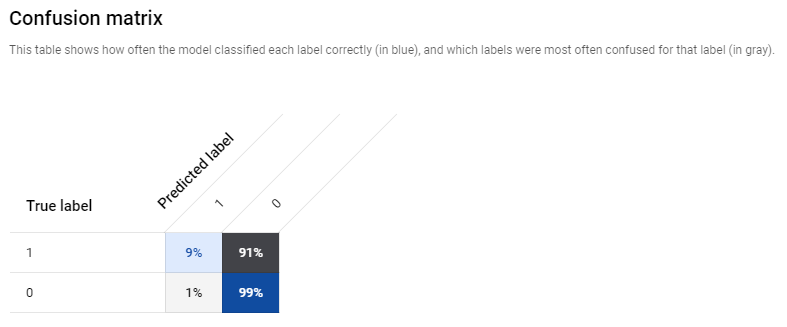 Confusion matrix
This table shows how often the model classified each label correctly (in blue), and which labels were most often confused for that label (in gray).
Predicted label
True label
1
0
1
9%
91%
0
1%
99%